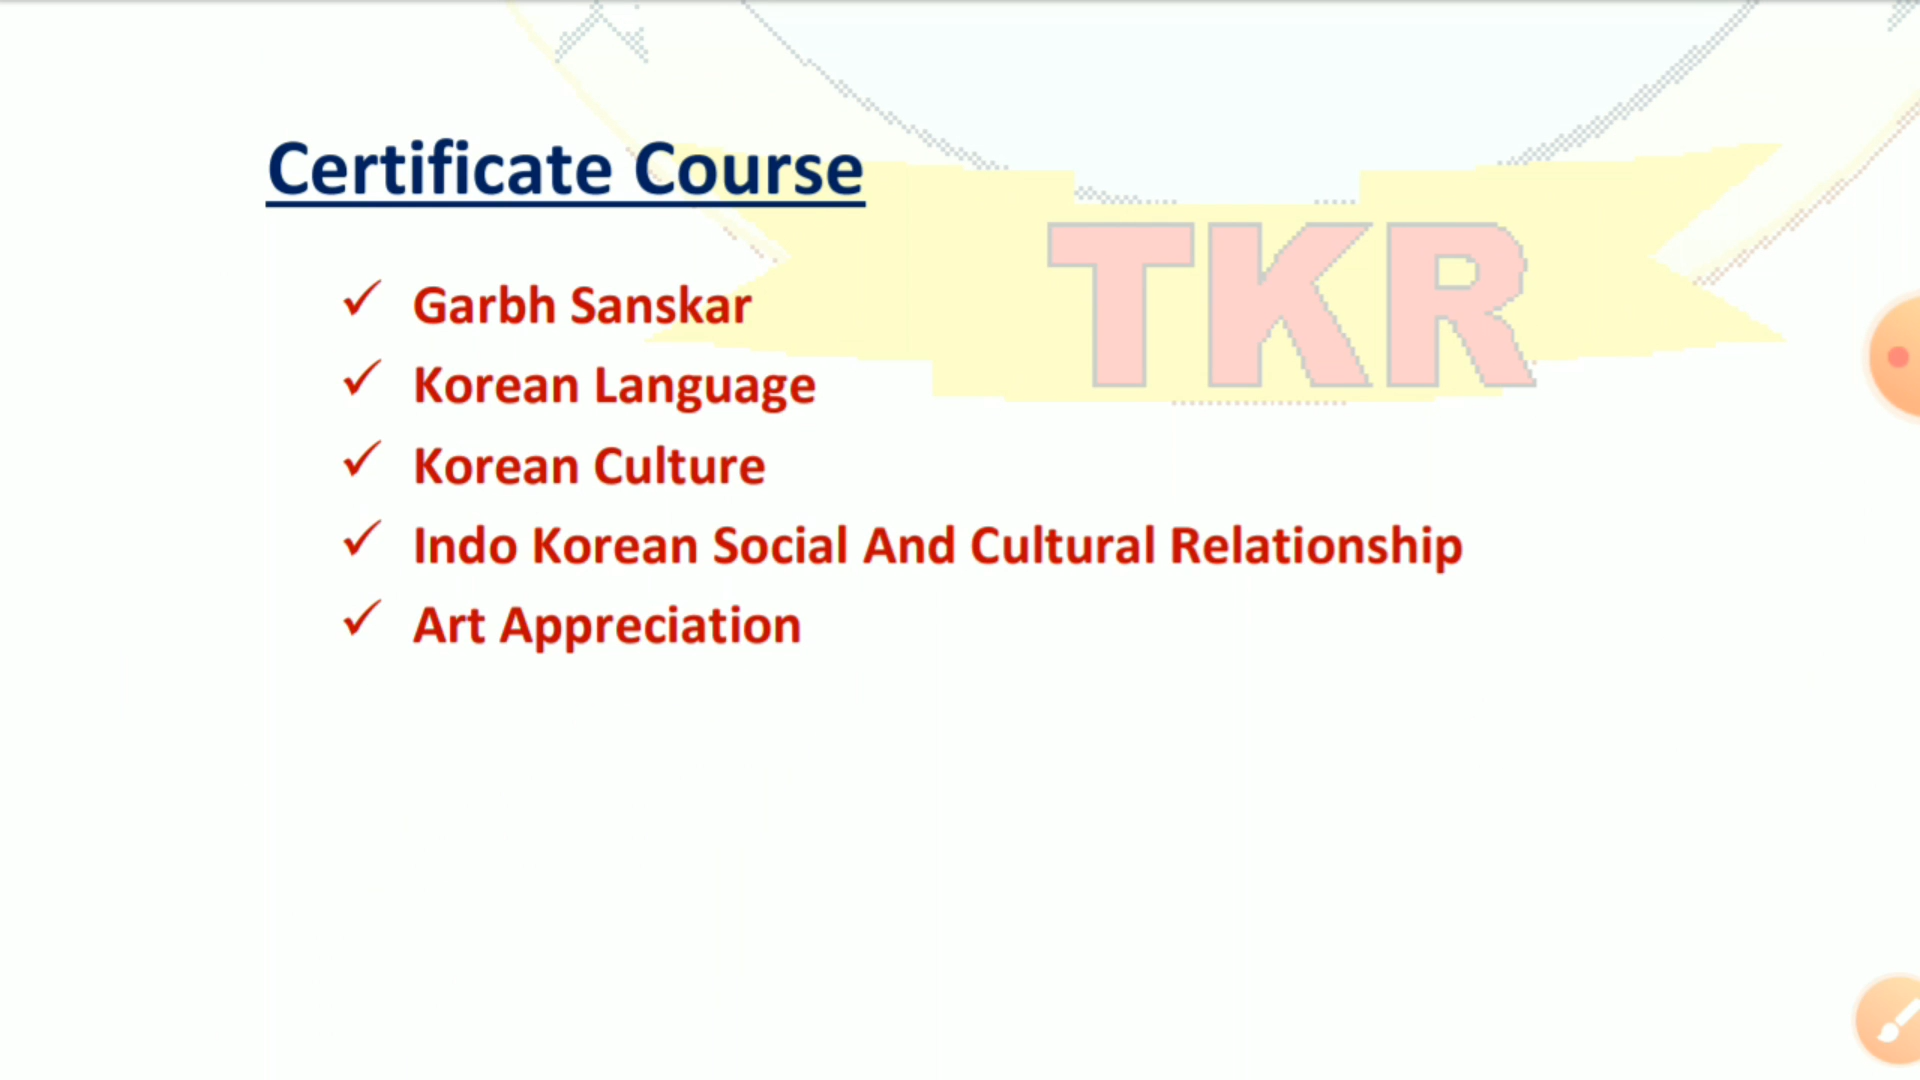 Certificate Course
TKR
✓ Garbh Sanskar
✓ Korean Language
✓ Korean Culture
✓ Indo Korean Social And Cultural Relationship
✓ Art Appreciation